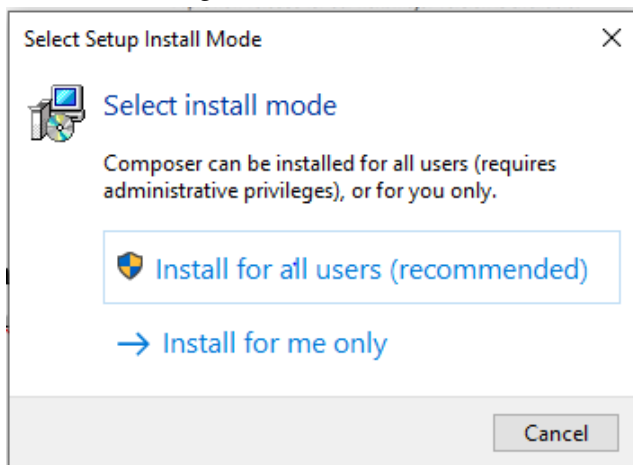 Select Setup Install Mode
Select install mode
Composer can be installed for all users (requires
administrative privileges), or for you only.
Install for all users (recommended)
Install for me only
Cancel